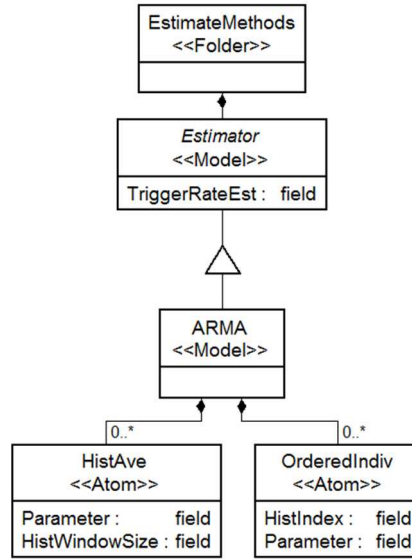 EstimateMethods
<<Folder>>
Estimator
<<Model>>
TriggerRateEst : field
ARMA
<<Model>>
0..*
0..*
HistAve
<<Atom>>
Parameter : field
HistWindowSize : field
OrderedIndiv
<<Atom>>
HistIndex : field
Parameter : field